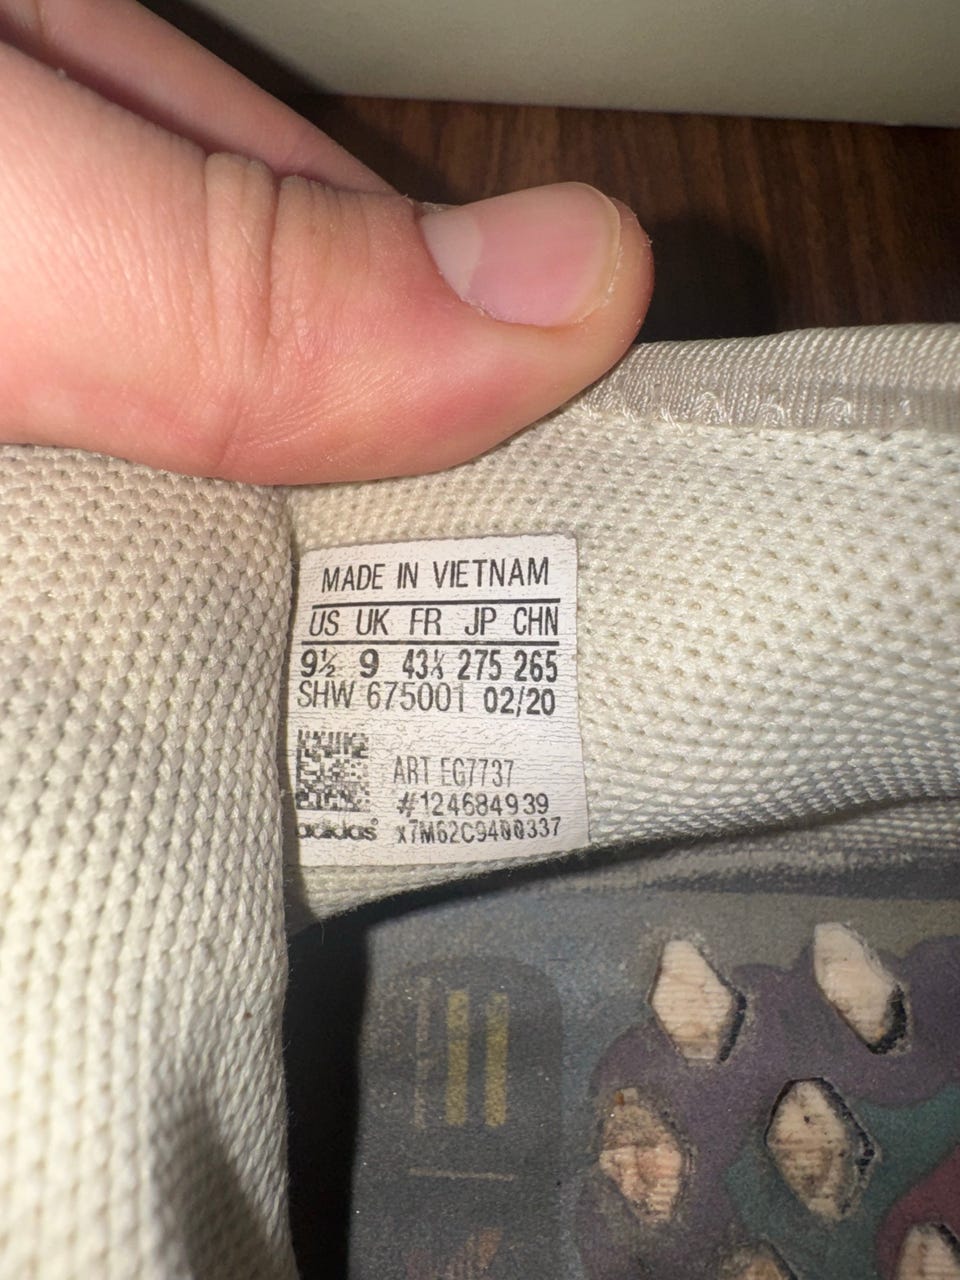 MADE IN VIETNAM
US UK FR JP CHN
9½ 9 43⅓ 275 265
SHW 675001 02/20
ART EG7737
#124684939
adidas® x7M62C9400337